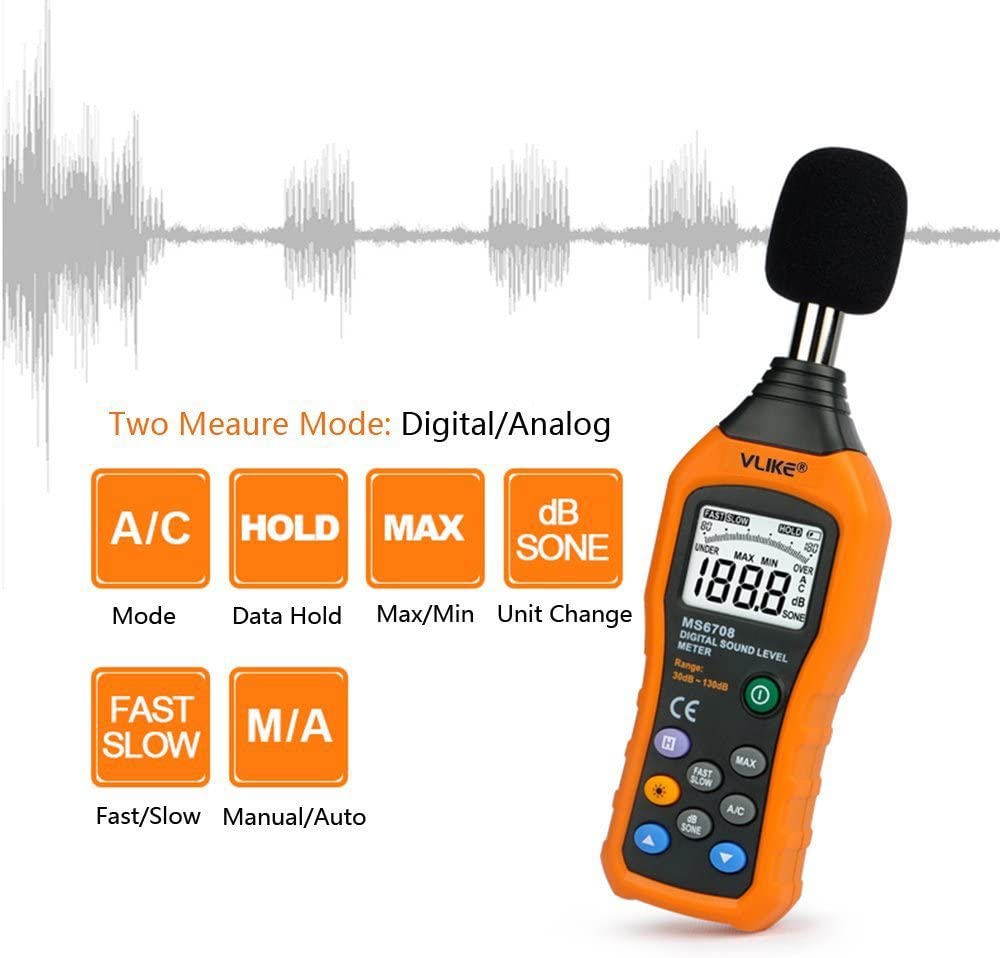 Two Meaure Mode: Digital/Analog
A/C
HOLD
MAX
dB
SONE
Mode
Data Hold
Max/Min
Unit Change
FAST
SLOW
M/A
Fast/Slow
Manual/Auto
VLIKE®
FAST SLOW HOLD
80 180
UNDER MAX MIN OVER
188.8
A
C
dB
SONE
MS6708
DIGITAL SOUND LEVEL
METER
Range:
30dB~130dB
CE
H
FAST
SLOW
MAX
dB
SONE
A/C